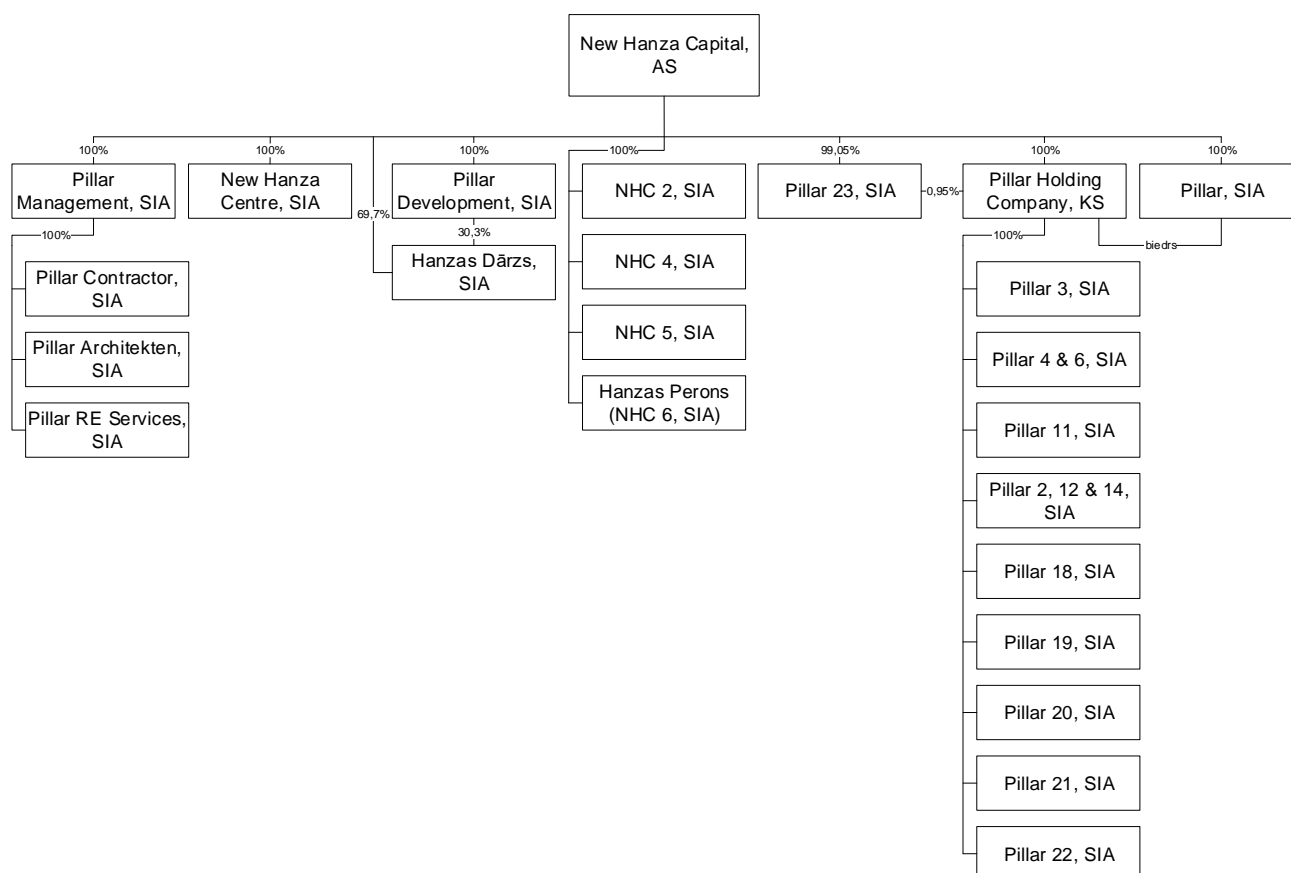 New Hanza Capital,
AS
100%
100%
100%
100%
99,05%
100%
100%
Pillar
Management, SIA
New Hanza
Centre, SIA
69,7%
Pillar
Development, SIA
NHC 2, SIA
Pillar 23, SIA
0,95%
Pillar Holding
Company, KS
Pillar, SIA
100%
30,3%
100%
biedrs
Pillar Contractor,
SIA
Hanzas Dārzs,
SIA
NHC 4, SIA
Pillar 3, SIA
Pillar Architekten,
SIA
NHC 5, SIA
Pillar 4 & 6, SIA
Pillar RE Services,
SIA
Hanzas Perons
(NHC 6, SIA)
Pillar 11, SIA
Pillar 2, 12 & 14,
SIA
Pillar 18, SIA
Pillar 19, SIA
Pillar 20, SIA
Pillar 21, SIA
Pillar 22, SIA